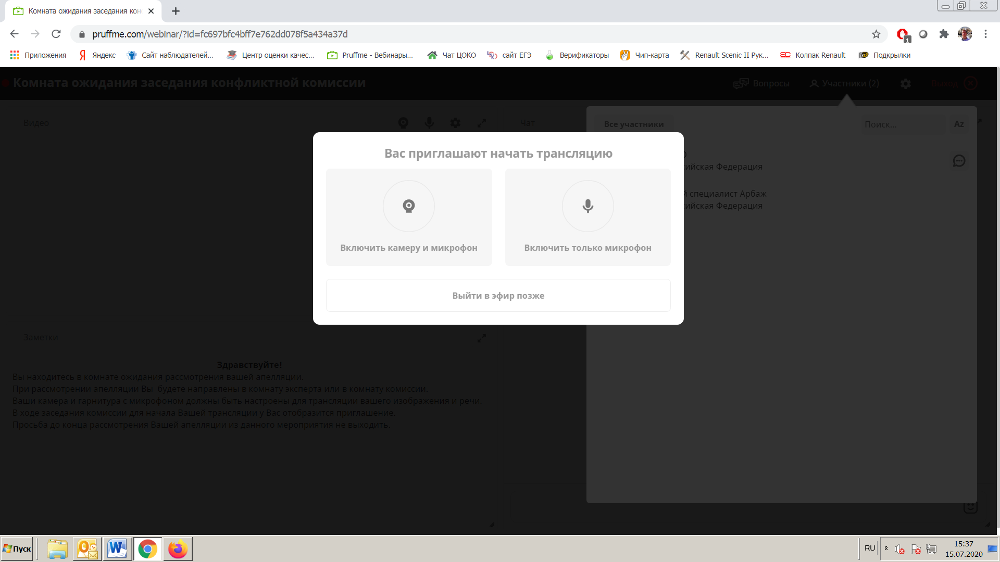 Комната ожидания заседания кон
pruffme.com/webinar/?id=fc697bfc4bff7e762dd078f5a434a37d
1
Приложения
Яндекс
Сайт наблюдателей...
Центр оценки качес...
Pruffme - Вебинары...
Чат ЦОКО
сайт ЕГЭ
Верификаторы
Чип-карта
Renault Scenic II Рук...
Колпак Renault
Подкрылки
Комната ожидания заседания конфликтной комиссии
Вопросы
Участники (2)
Выход
Видео
Чат
Все участники
Поиск...
Az
Вас приглашают начать трансляцию
ийская Федерация
специалист Арбаж
ийская Федерация
Включить камеру и микрофон
Включить только микрофон
Выйти в эфир позже
Заметки
Здравствуйте!
Вы находитесь в комнате ожидания рассмотрения вашей апелляции.
При рассмотрении апелляции Вы будете направлены в комнату эксперта или в комнату комиссии.
Ваши камера и гарнитура с микрофоном должны быть настроены для трансляции вашего изображения и речи.
В ходе заседания комиссии для начала Вашей трансляции у Вас отобразится приглашение.
Просьба до конца рассмотрения Вашей апелляции из данного мероприятия не выходить.
Пуск
RU
15:37
15.07.2020